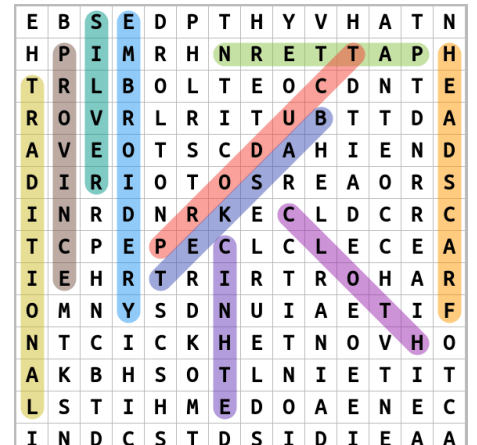 E B S E D P T H Y V H A T N
H P I M R H N R E T T A P H
T R L B O L T E O C D N T E
R O V R L R I T U B T T D A
A V E O T S C D A H I E N D
D I R I O T O S R E A O R S
I N R D N R K E C L D C R C
T C P E P E C L C L E C E A
I E H R T R I R T R O H A R
O M N Y S D N U I A E T I F
N T C I C K H E T N O V H O
A K B H S O T L N I E T I T
L S T I H M E D O A E N E C
I N D C S T D S I D I E A A